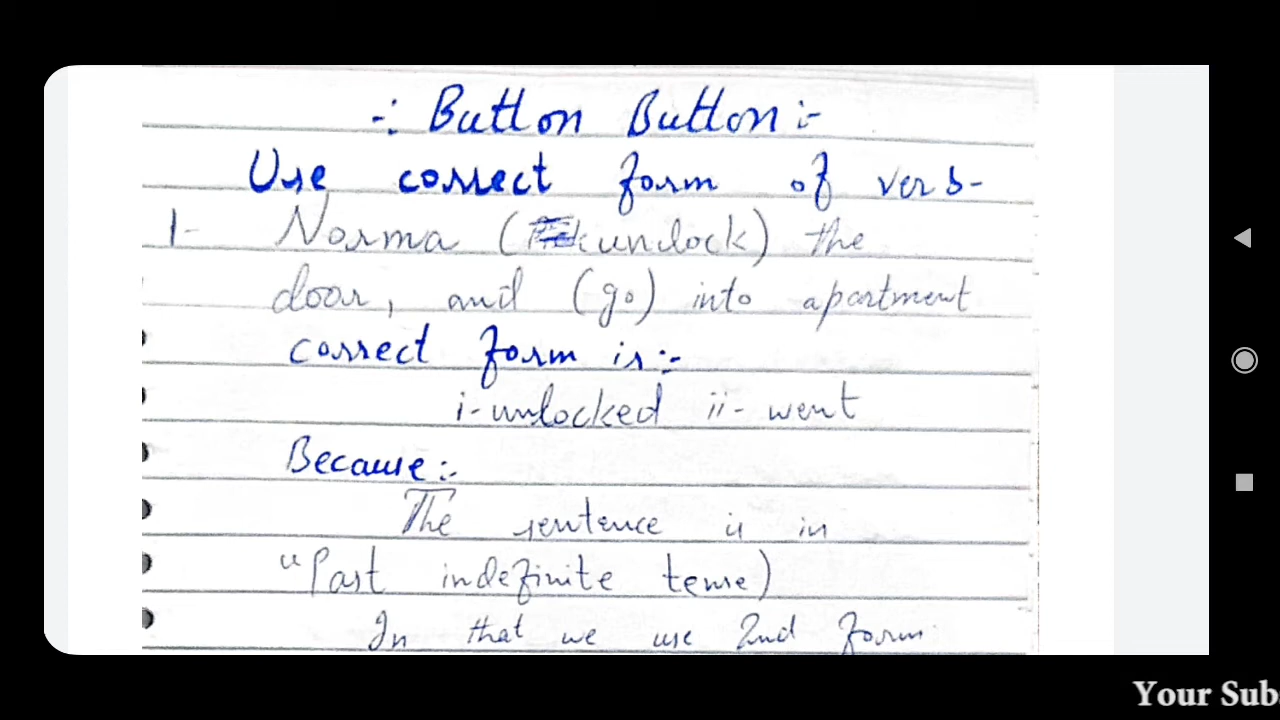 -: Button Button :-
Use correct form of verb-
1- Norma (unlock) the
door, and (go) into apartment
correct form is:-
i-unlocked ii- went
Because:-
The sentence is in
"Past indefinite tense)
In that we use 2nd form
Your Sub